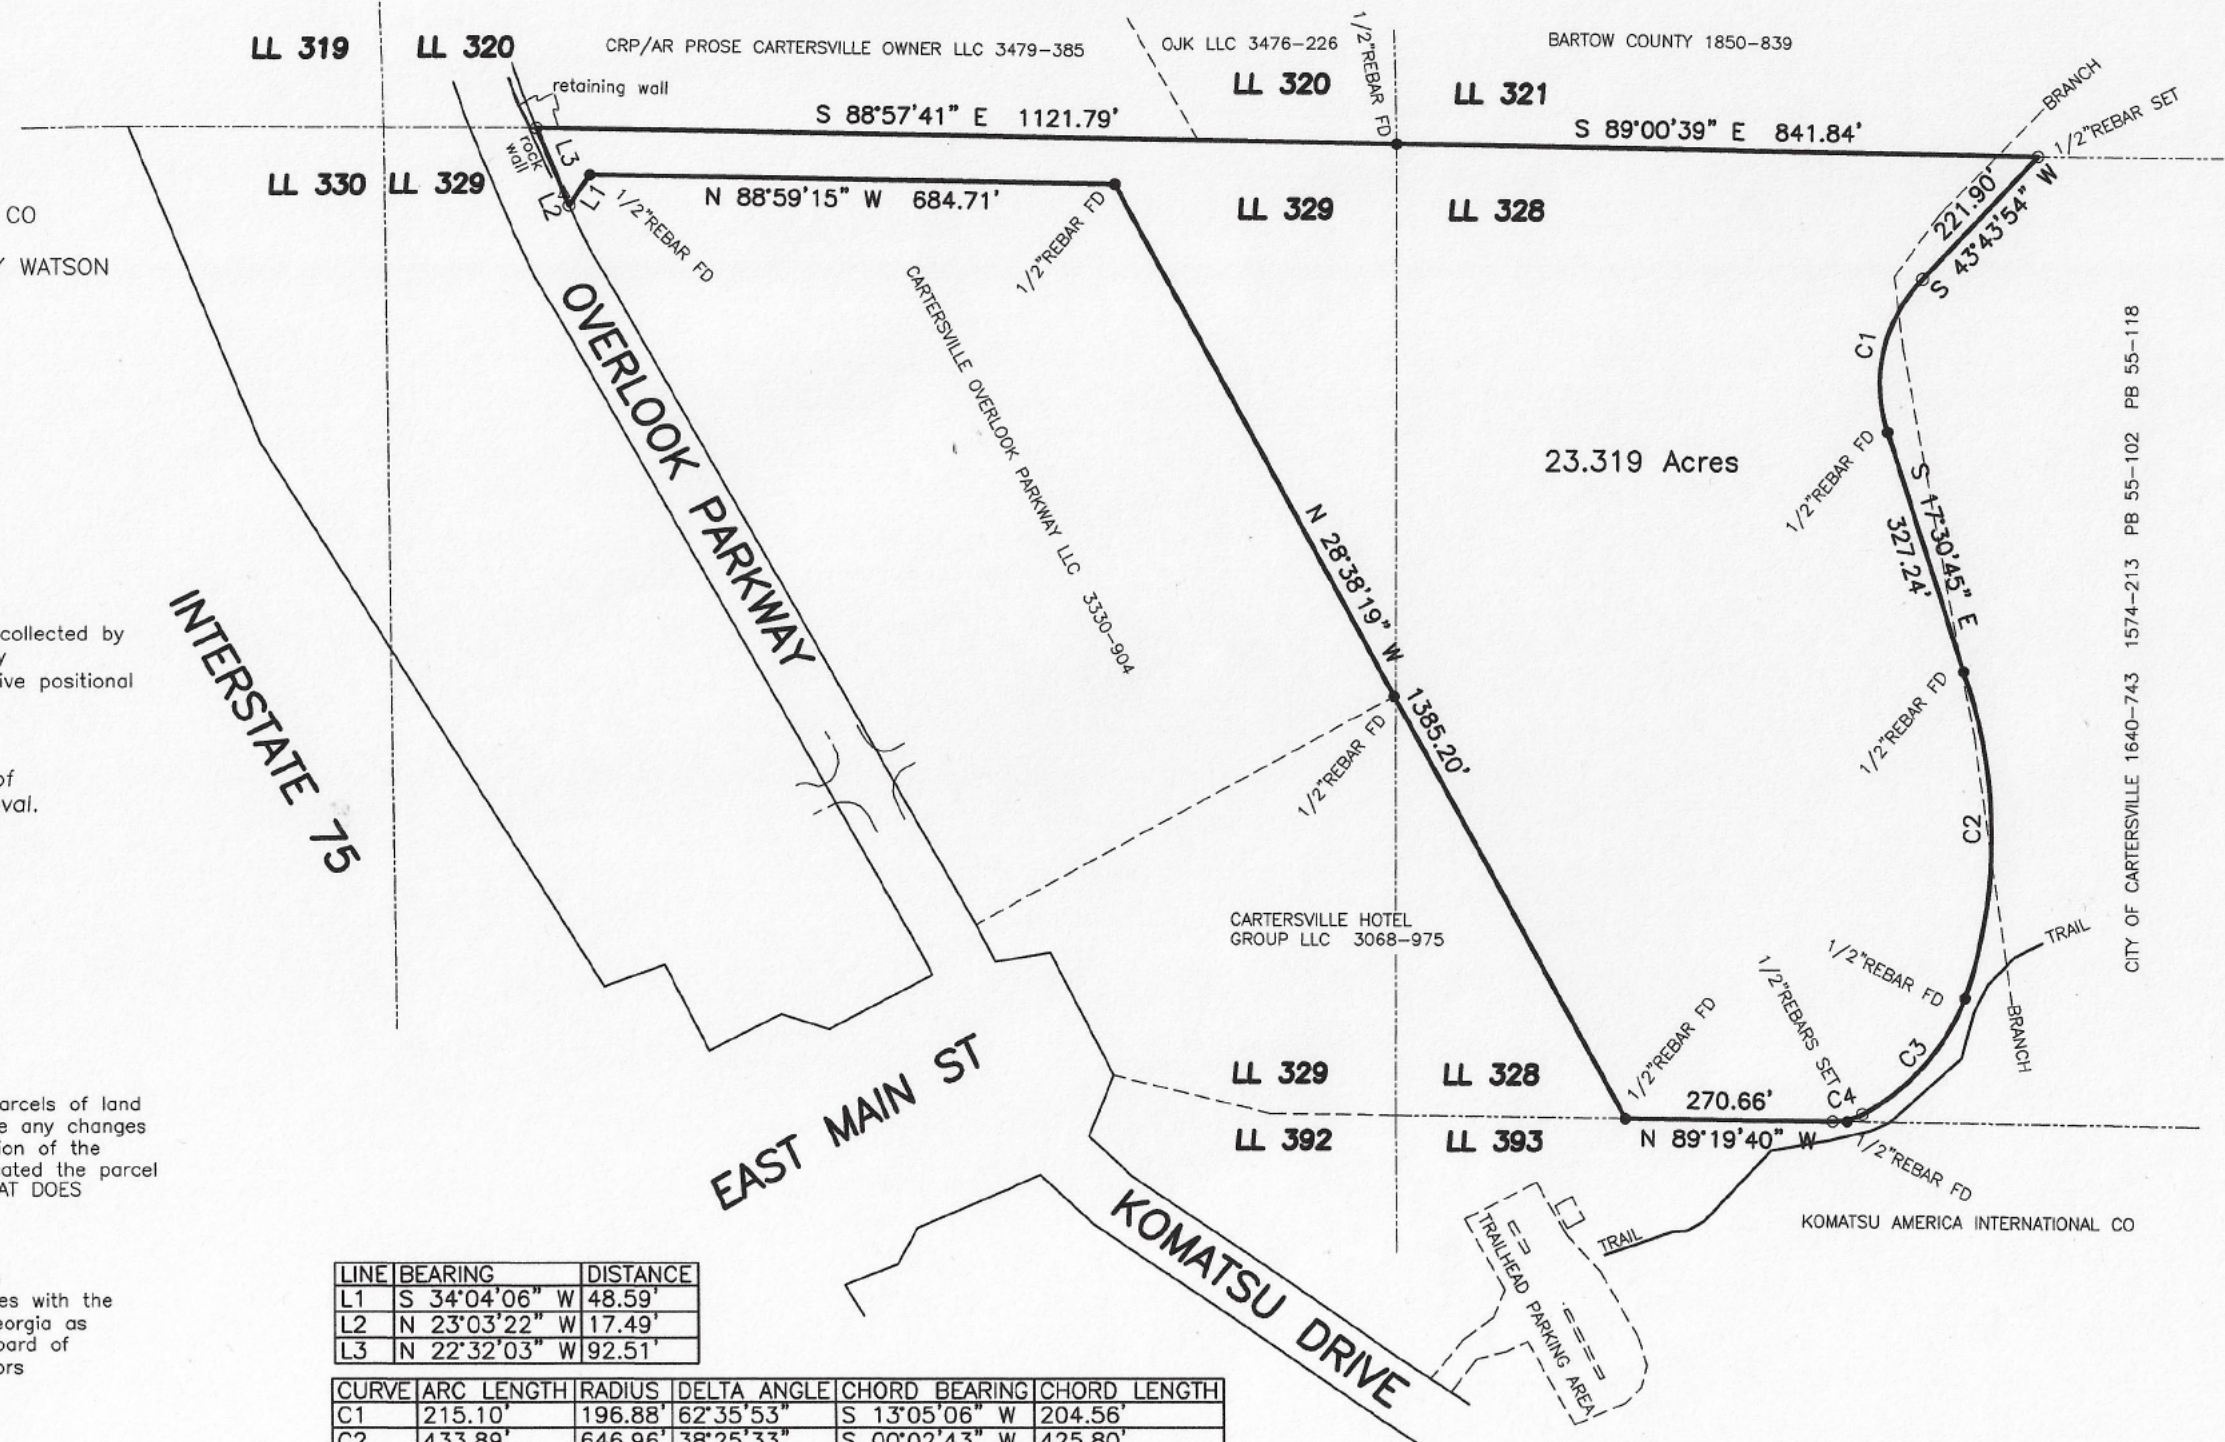 LL 319
LL 320
CRP/AR PROSE CARTERSVILLE OWNER LLC 3479-385
OJK LLC 3476-226
1/2"REBAR FD
BARTOW COUNTY 1850-839
retaining wall
LL 320
LL 321
BRANCH
1/2"REBAR SET
S 88°57'41" E 1121.79'
S 89°00'39" E 841.84'
rock
wall
L3
L2
L1
LL 330
LL 329
1/2"REBAR FD
N 88°59'15" W 684.71'
1/2"REBAR FD
LL 329
LL 328
221.90'
S 43°43'54" W
CO
WATSON
OVERLOOK PARKWAY
CARTERSVILLE OVERLOOK PARKWAY LLC 3330-904
C1
23.319 Acres
1/2"REBAR FD
S 17°30'45" E
327.24'
CITY OF CARTERSVILLE 1640-743 1574-213 PB 55-102 PB 55-118
N 28°38'19" W
1385.20'
INTERSTATE 75
collected by
ive positional
of
val.
1/2"REBAR FD
1/2"REBAR FD
C2
CARTERSVILLE HOTEL
GROUP LLC 3068-975
TRAIL
1/2"REBAR FD
1/2"REBARS SET
1/2"REBAR FD
BRANCH
C3
C4
LL 329
LL 328
270.66'
N 89°19'40" W
LL 392
LL 393
1/2"REBAR FD
EAST MAIN ST
KOMATSU DRIVE
TRAIL
TRAILHEAD PARKING AREA
KOMATSU AMERICA INTERNATIONAL CO
arcels of land
e any changes
ion of the
ated the parcel
AT DOES
es with the
eorgia as
oard of
ors
LINE BEARING DISTANCE
L1 S 34°04'06" W 48.59'
L2 N 23°03'22" W 17.49'
L3 N 22°32'03" W 92.51'
CURVE ARC LENGTH RADIUS DELTA ANGLE CHORD BEARING CHORD LENGTH
C1 215.10' 196.88' 62°35'53" S 13°05'06" W 204.56'
C2 433.89' 646.96' 38°25'33" S 00°02'43" W 425.80'